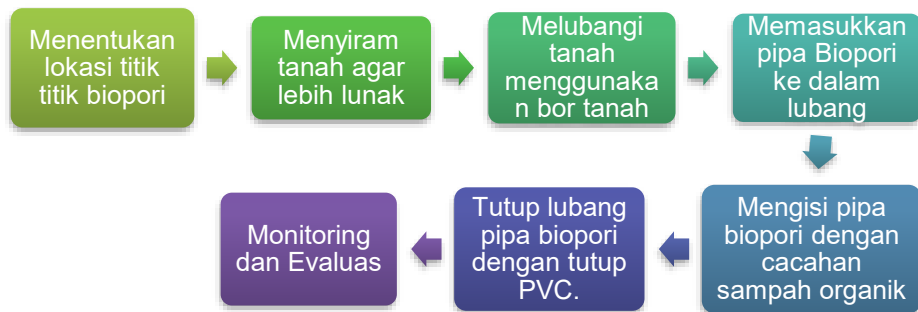 Menentukan
lokasi titik
titik biopori
Menyiram
tanah agar
lebih lunak
Melubangi
tanah
menggunaka
n bor tanah
Memasukkan
pipa Biopori
ke dalam
lubang
Mengisi pipa
biopori dengan
cacahan
sampah organik
Tutup lubang
pipa biopori
dengan tutup
PVC.
Monitoring
dan Evaluas